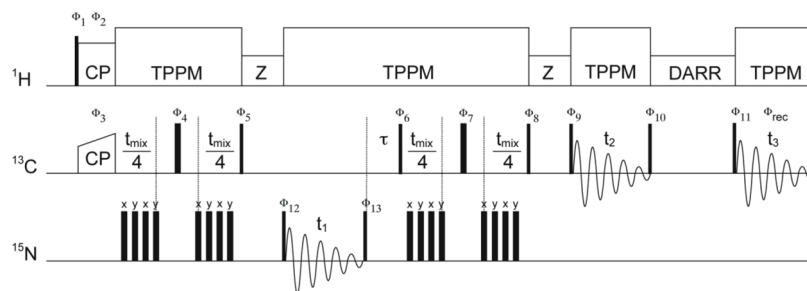 Φ1 Φ2
1H CP TPPM Z TPPM Z TPPM DARR TPPM
Φ3 Φ4 Φ5 Φ6 Φ7 Φ8 Φ9 Φ10 Φ11 Φrec
13C CP tmix/4 tmix/4 τ tmix/4 tmix/4 t2 t3
x y x y x y x y Φ12 t1 Φ13 x y x y x y x y
15N